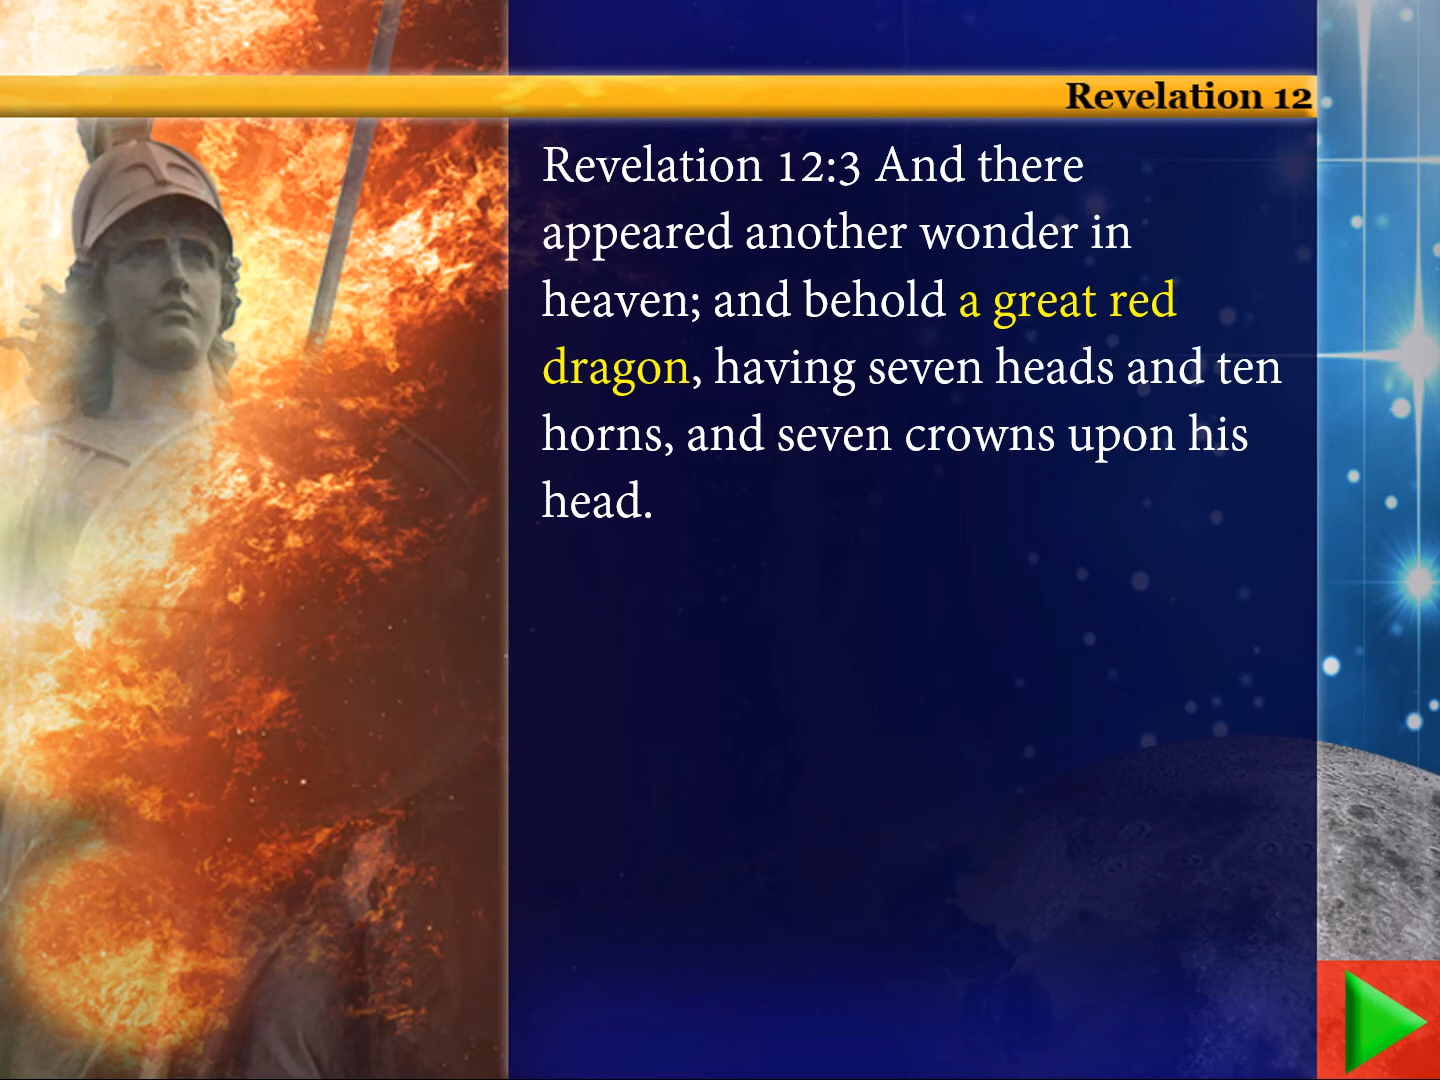 Revelation 12
Revelation 12:3 And there
appeared another wonder in
heaven; and behold a great red
dragon, having seven heads and ten
horns, and seven crowns upon his
head.